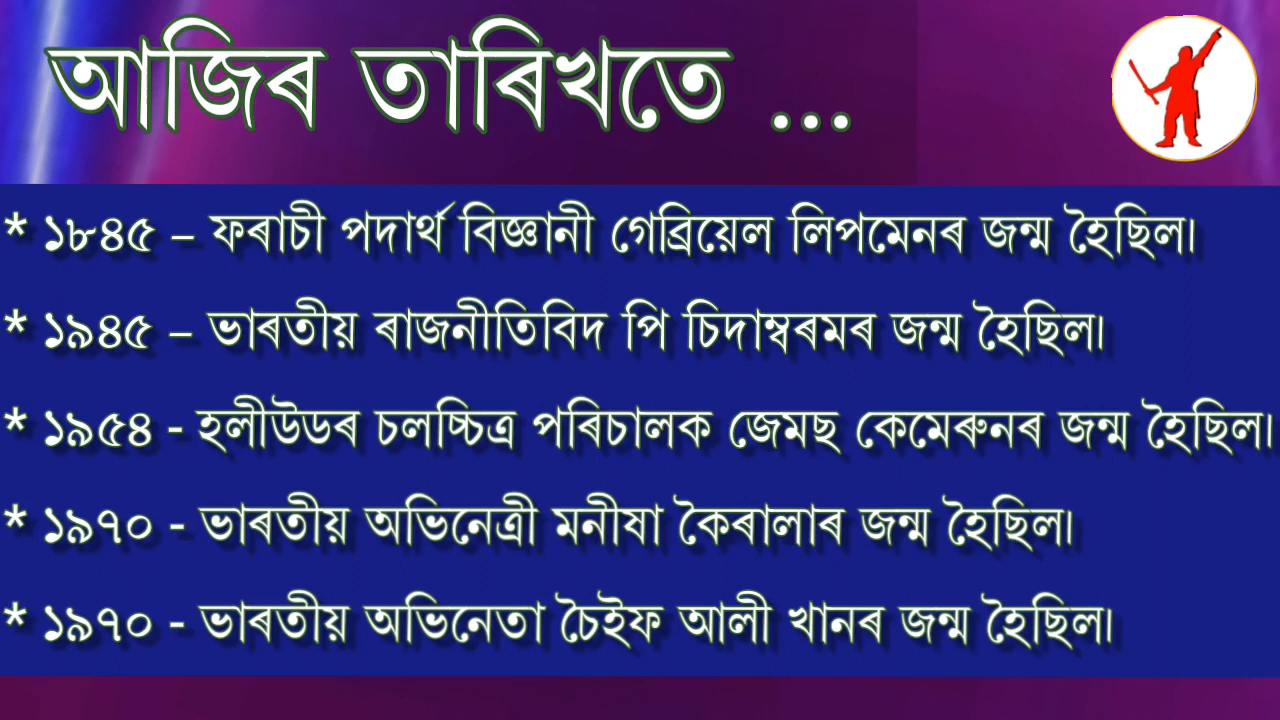 আজিৰ তাৰিখতে ...
* ১৮৪৫ – ফৰাচী পদাৰ্থ বিজ্ঞানী গেব্ৰিয়েল লিপমেনৰ জন্ম হৈছিল।
* ১৯৪৫ – ভাৰতীয় ৰাজনীতিবিদ পি চিদাম্বৰমৰ জন্ম হৈছিল।
* ১৯৫৪ - হলীউডৰ চলচ্চিত্ৰ পৰিচালক জেমছ কেমেৰুনৰ জন্ম হৈছিল।
* ১৯৭০ - ভাৰতীয় অভিনেত্ৰী মনীষা কৈৰালাৰ জন্ম হৈছিল।
* ১৯৭০ - ভাৰতীয় অভিনেতা চৈইফ আলী খানৰ জন্ম হৈছিল।